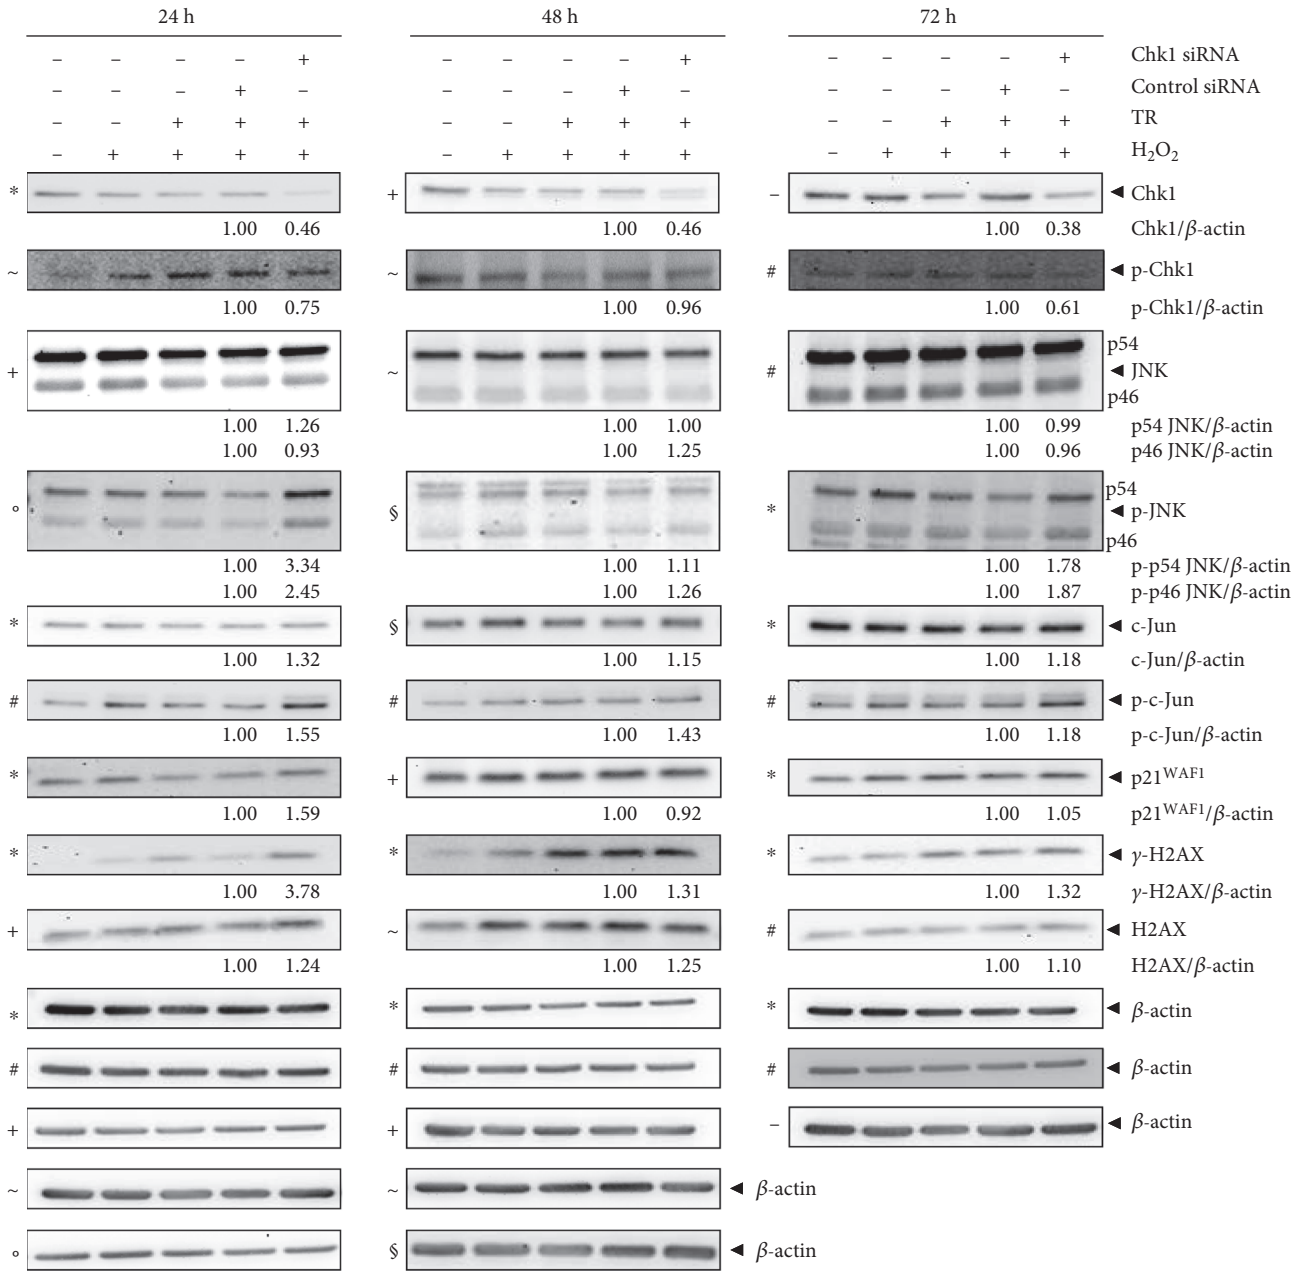 24 h 48 h 72 h
– – – – + – – – – + – – – – + Chk1 siRNA
– – – + – – – – + – – – – + – Control siRNA
– – + + + – – + + + – – + + + TR
– + + + + – + + + + – + + + + H₂O₂
* + – ◄ Chk1
1.00 0.46 1.00 0.46 1.00 0.38 Chk1/β-actin
~ ~ # ◄ p-Chk1
1.00 0.75 1.00 0.96 1.00 0.61 p-Chk1/β-actin
p54
+ ~ # ◄ JNK
p46
1.00 1.26 1.00 1.00 1.00 0.99 p54 JNK/β-actin
1.00 0.93 1.00 1.25 1.00 0.96 p46 JNK/β-actin
p54
° § * ◄ p-JNK
p46
1.00 3.34 1.00 1.11 1.00 1.78 p-p54 JNK/β-actin
1.00 2.45 1.00 1.26 1.00 1.87 p-p46 JNK/β-actin
* § * ◄ c-Jun
1.00 1.32 1.00 1.15 1.00 1.18 c-Jun/β-actin
# # # ◄ p-c-Jun
1.00 1.55 1.00 1.43 1.00 1.18 p-c-Jun/β-actin
* + * ◄ p21ᵂᴬF¹
1.00 1.59 1.00 0.92 1.00 1.05 p21ᵂᴬF¹/β-actin
* * * ◄ γ-H2AX
1.00 3.78 1.00 1.31 1.00 1.32 γ-H2AX/β-actin
+ ~ # ◄ H2AX
1.00 1.24 1.00 1.25 1.00 1.10 H2AX/β-actin
* * * ◄ β-actin
# # # ◄ β-actin
+ + – ◄ β-actin
~ ~ ◄ β-actin
° § ◄ β-actin